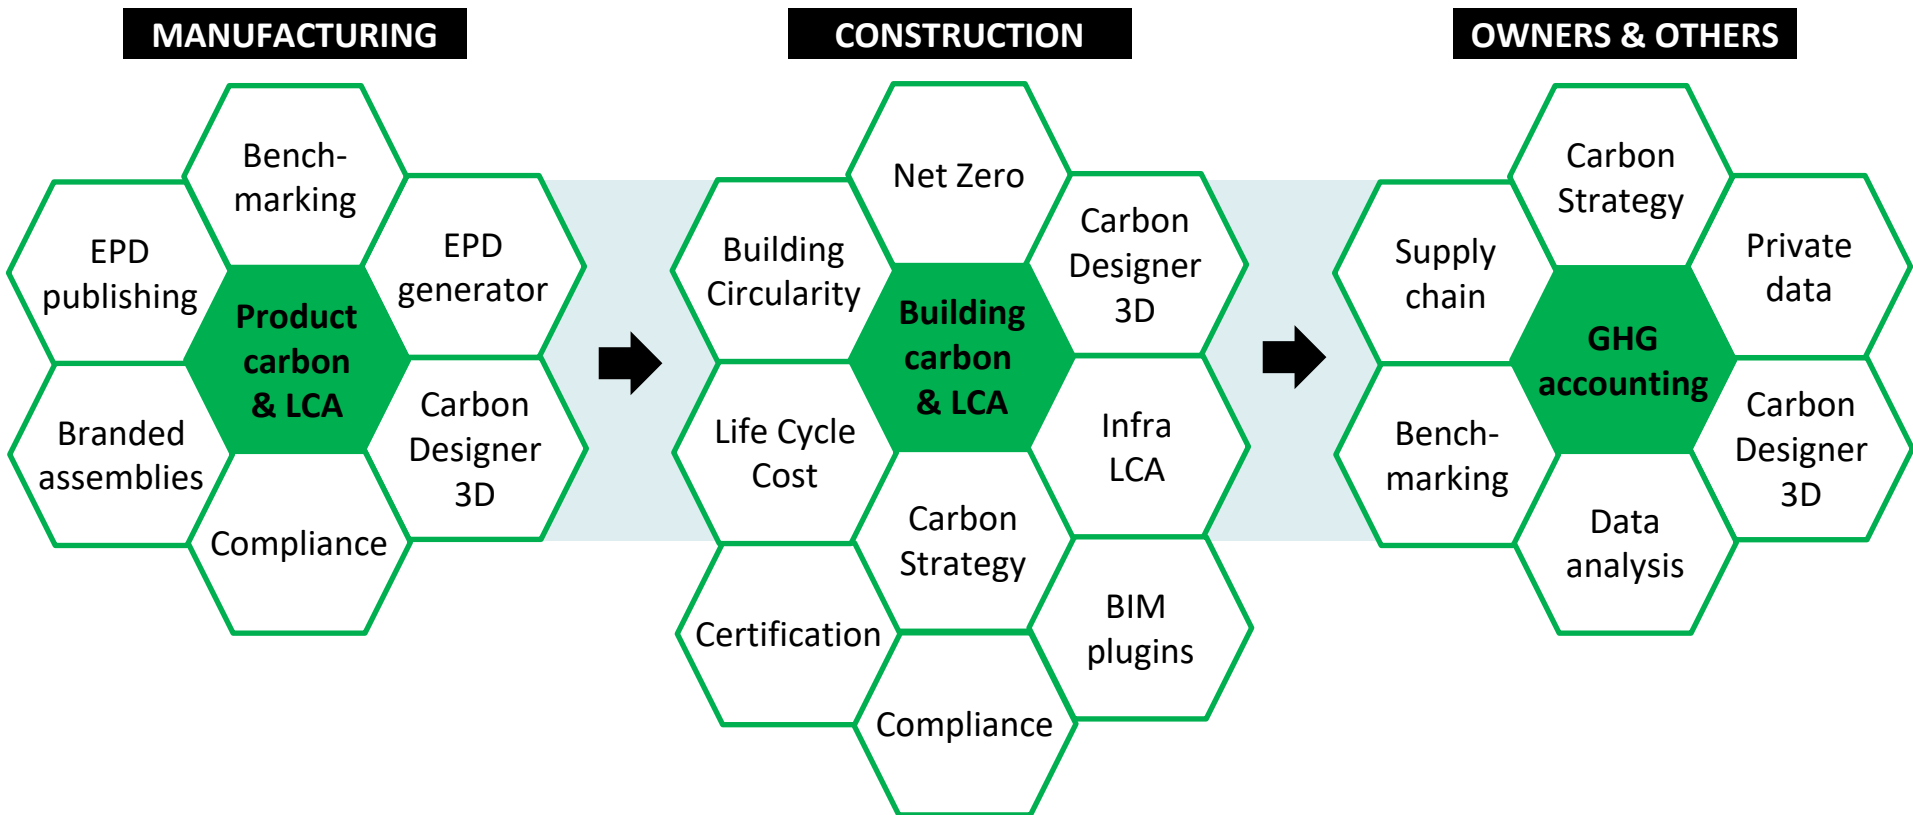 MANUFACTURING
Bench-
marking
EPD
publishing
EPD
generator
Product
carbon
& LCA
Branded
assemblies
Carbon
Designer
3D
Compliance
CONSTRUCTION
Net Zero
Building
Circularity
Carbon
Designer
3D
Building
carbon
& LCA
Life Cycle
Cost
Infra
LCA
Carbon
Strategy
Certification
BIM
plugins
Compliance
OWNERS & OTHERS
Carbon
Strategy
Supply
chain
Private
data
GHG
accounting
Bench-
marking
Carbon
Designer
3D
Data
analysis